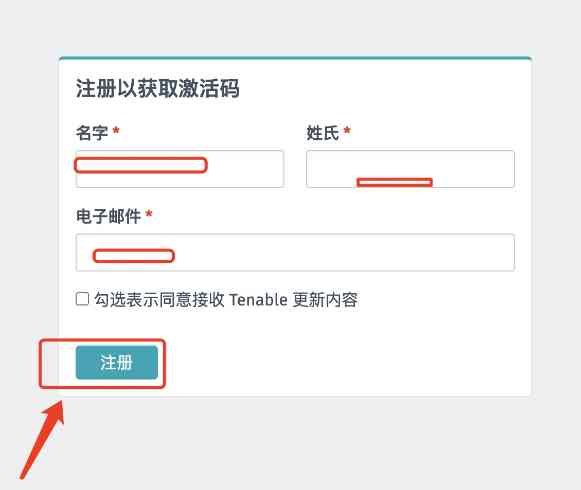 注册以获取激活码
名字 * 姓氏 *
电子邮件 *
勾选表示同意接收 Tenable 更新内容
注册